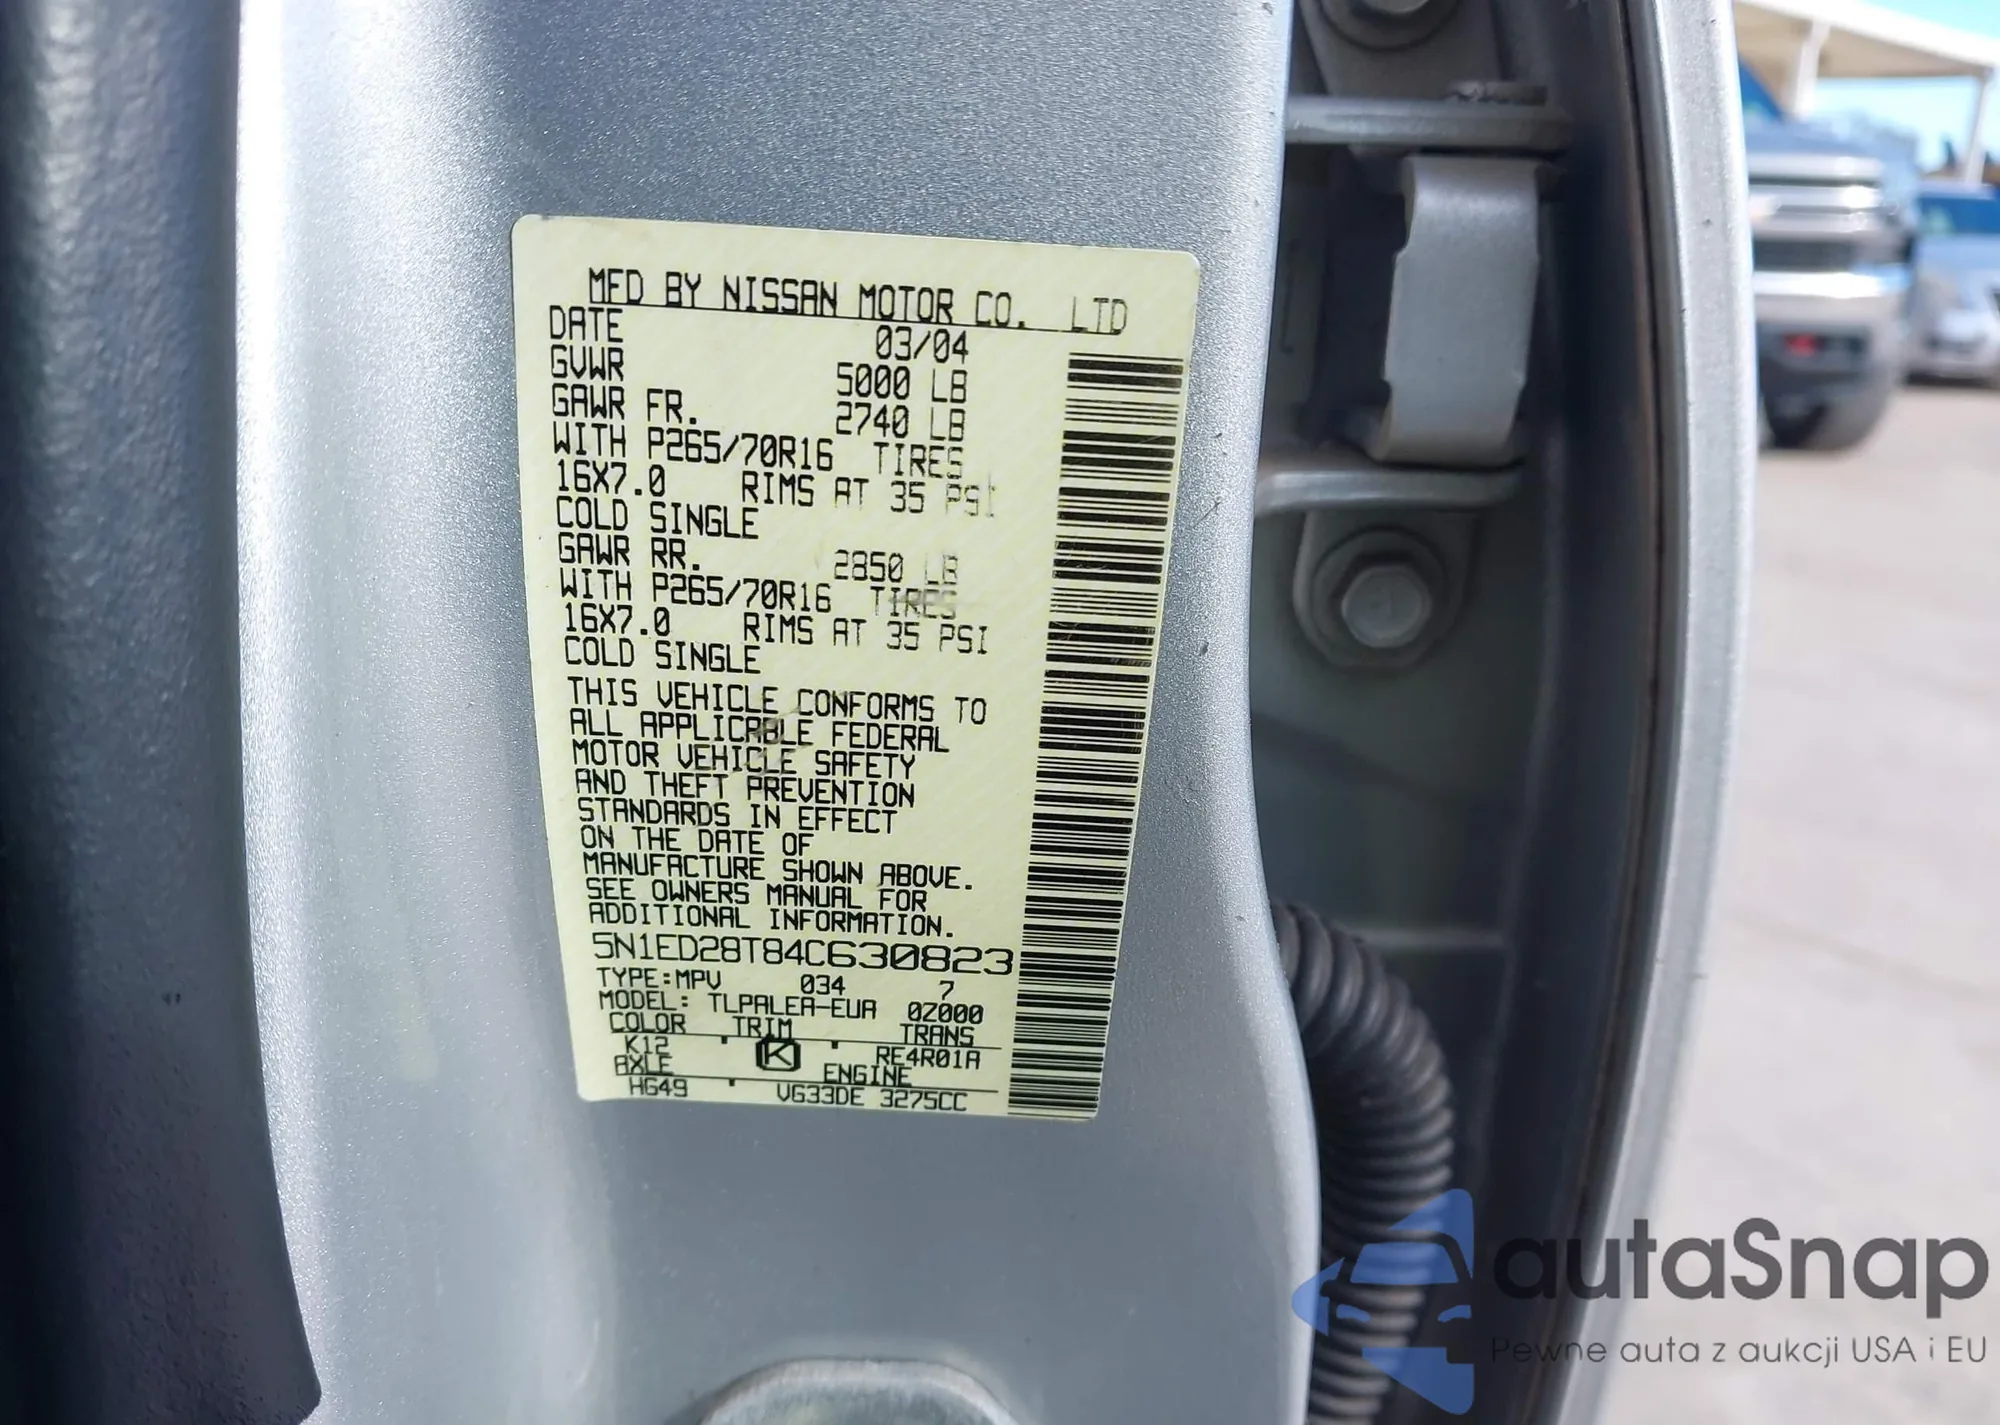 MFD BY NISSAN MOTOR CO. LTD
DATE 03/04
GVWR 5000 LB
GAWR FR. 2740 LB
WITH P265/70R16 TIRES
16X7.0 RIMS AT 35 PSI
COLD SINGLE
GAWR RR. 2850 LB
WITH P265/70R16 TIRES
16X7.0 RIMS AT 35 PSI
COLD SINGLE
THIS VEHICLE CONFORMS TO
ALL APPLICABLE FEDERAL
MOTOR VEHICLE SAFETY
AND THEFT PREVENTION
STANDARDS IN EFFECT
ON THE DATE OF
MANUFACTURE SHOWN ABOVE.
SEE OWNERS MANUAL FOR
ADDITIONAL INFORMATION.
5N1ED28T84C630823
TYPE:MPV 034 7
MODEL: TLPALEA-EUA 0Z000
COLOR TRIM TRANS
K12 K RE4R01A
AXLE ENGINE
HG49 VG33DE 3275CC
autaSnap
Pewne auta z aukcji USA i EU